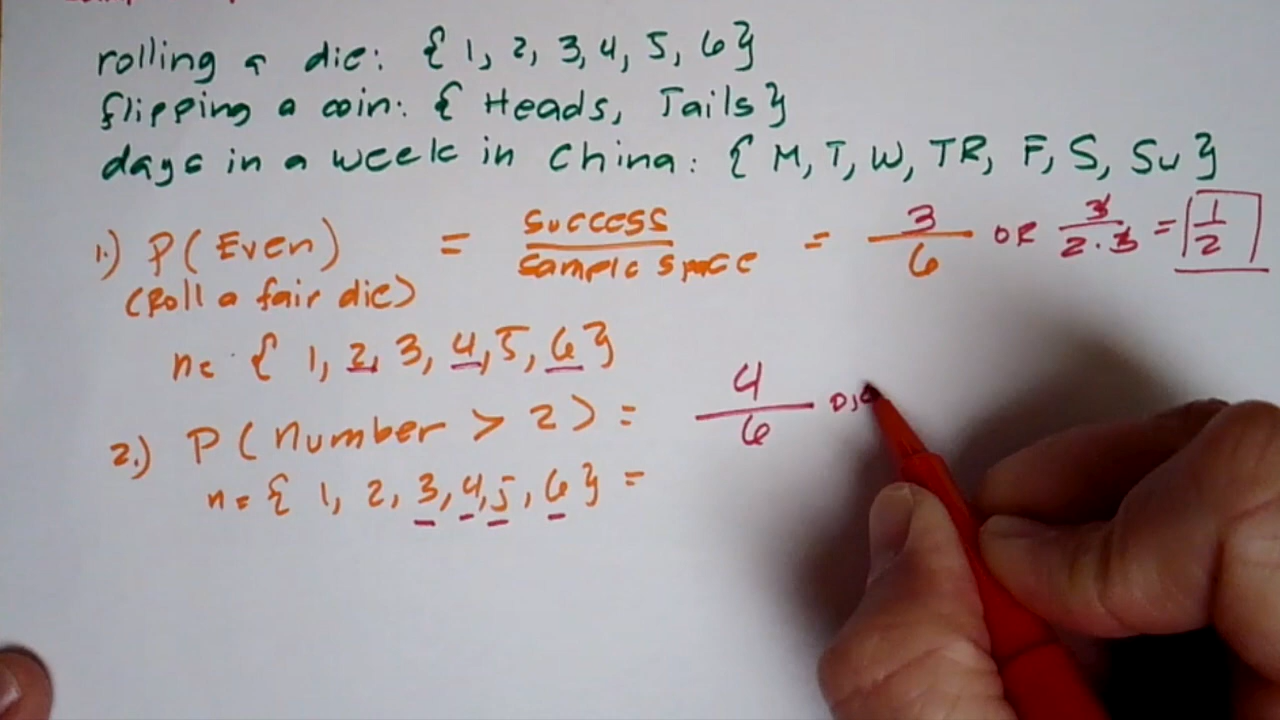 rolling a die: { 1, 2, 3, 4, 5, 6 }
flipping a coin: { Heads, Tails }
days in a week in China: { M, T, W, TR, F, S, Su }
1.) P( Even ) = Success / Sample space = 3/6 OR 3/2·3 = 1/2
(Roll a fair die)
n= { 1, 2, 3, 4, 5, 6 }
2.) P ( number > 2 ) = 4/6
n= { 1, 2, 3, 4, 5, 6 } =